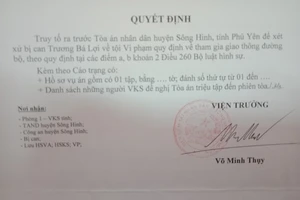 QUYẾT ĐỊNH
Truy tố ra trước Tòa án nhân dân huyện Sông Hinh, tỉnh Phú Yên để xét
xử bị can Trương Bá Lợi về tội Vi phạm quy định về tham gia giao thông đường
bộ, theo quy định tại các điểm a, b khoản 2 Điều 260 Bộ luật hình sự.
Kèm theo Cáo trạng có:
+ Hồ sơ vụ án gồm có 01 tập, .... tờ; đánh số thứ tự từ 01 đến ....
+ Danh sách những người VKS đề nghị Tòa án triệu tập đến phiên tòa./.
Nơi nhận:
- Phòng 1 - VKS tỉnh;
- TAND huyện Sông Hinh;
- Công an huyện Sông Hinh;
- Bị can;
- Lưu HSVA, HSKS, VP;
VIỆN TRƯỞNG
Võ Minh Thụy